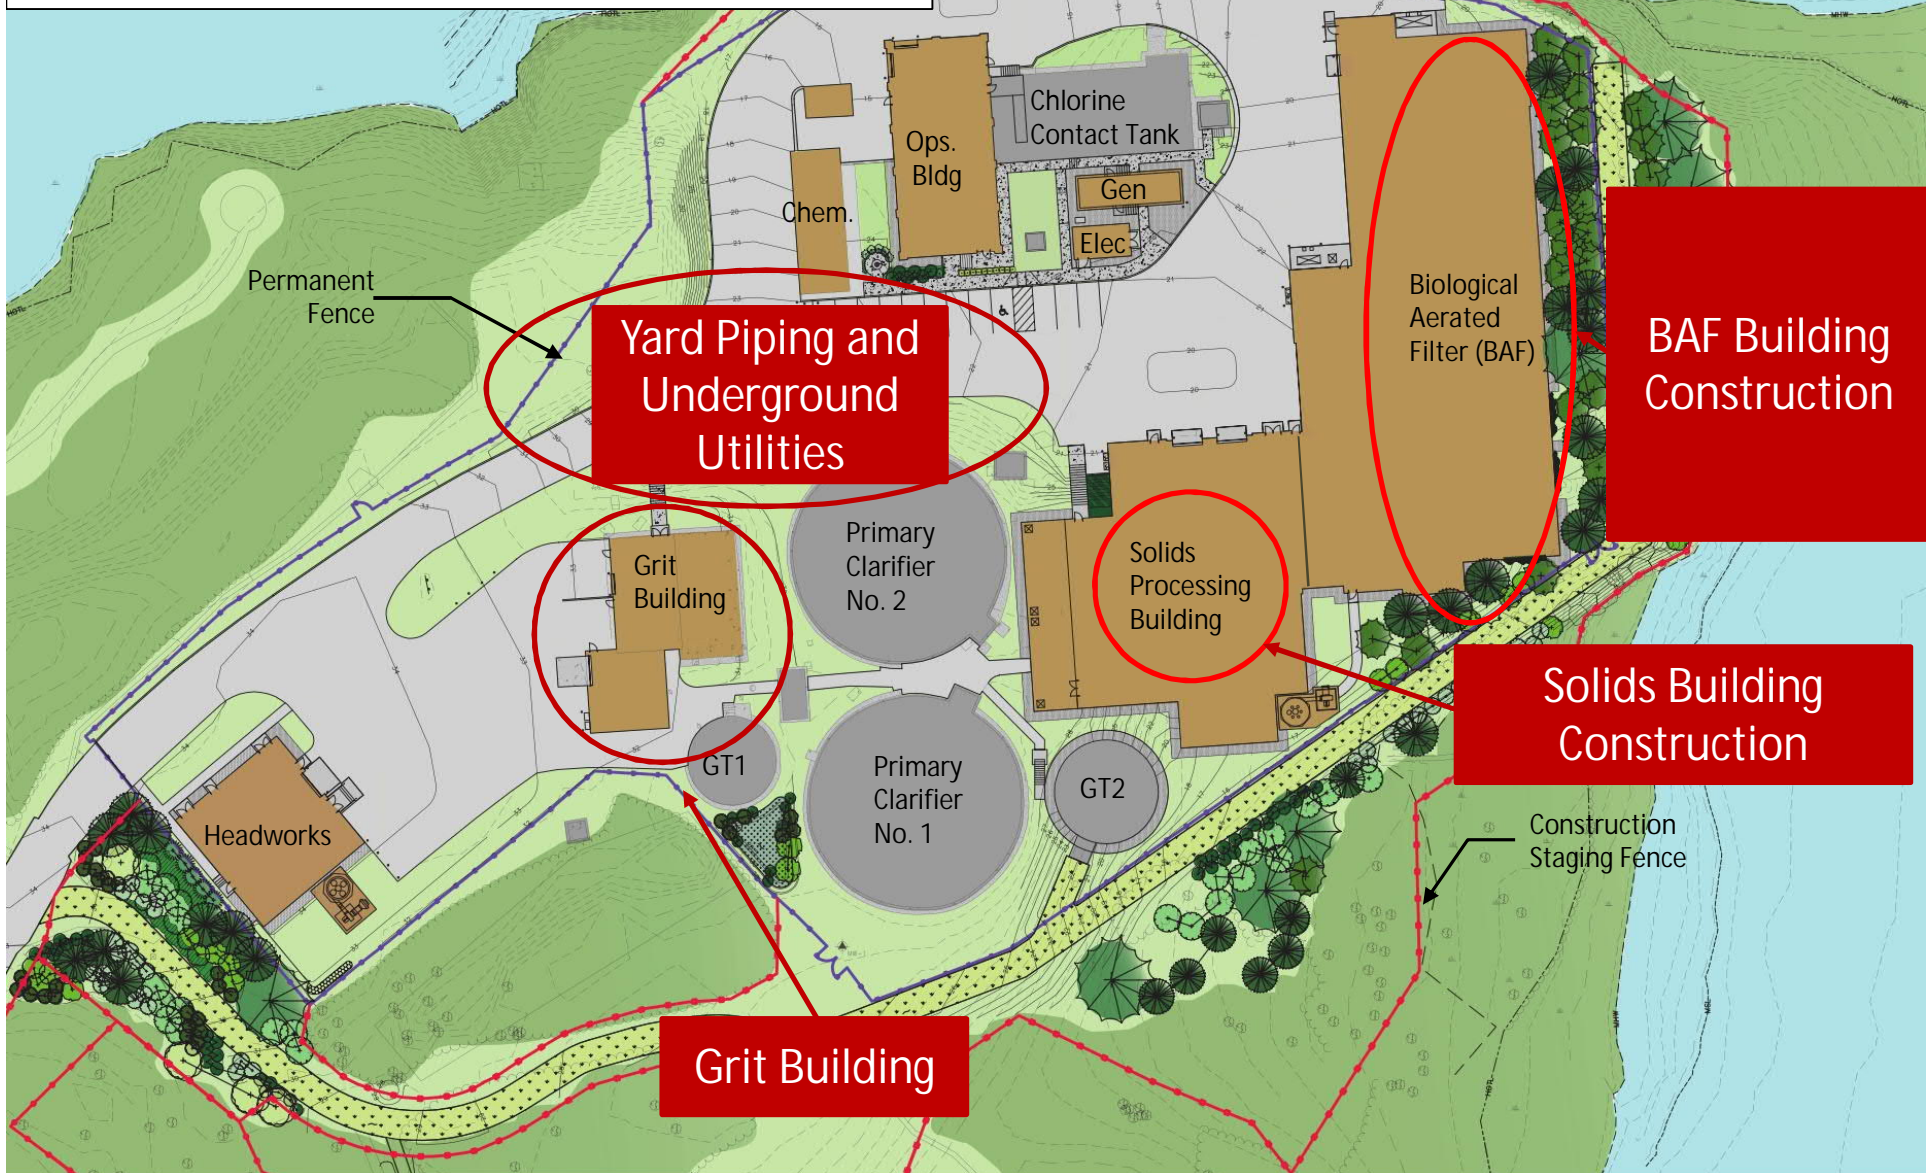 Chlorine
Contact Tank
Ops.
Bldg
Gen
Chem.
Elec
Permanent
Fence
Biological
Aerated
Filter (BAF)
Yard Piping and
Underground
Utilities
BAF Building
Construction
Primary
Clarifier
No. 2
Grit
Building
Solids
Processing
Building
Solids Building
Construction
GT1
Primary
Clarifier
No. 1
GT2
Headworks
Construction
Staging Fence
Grit Building